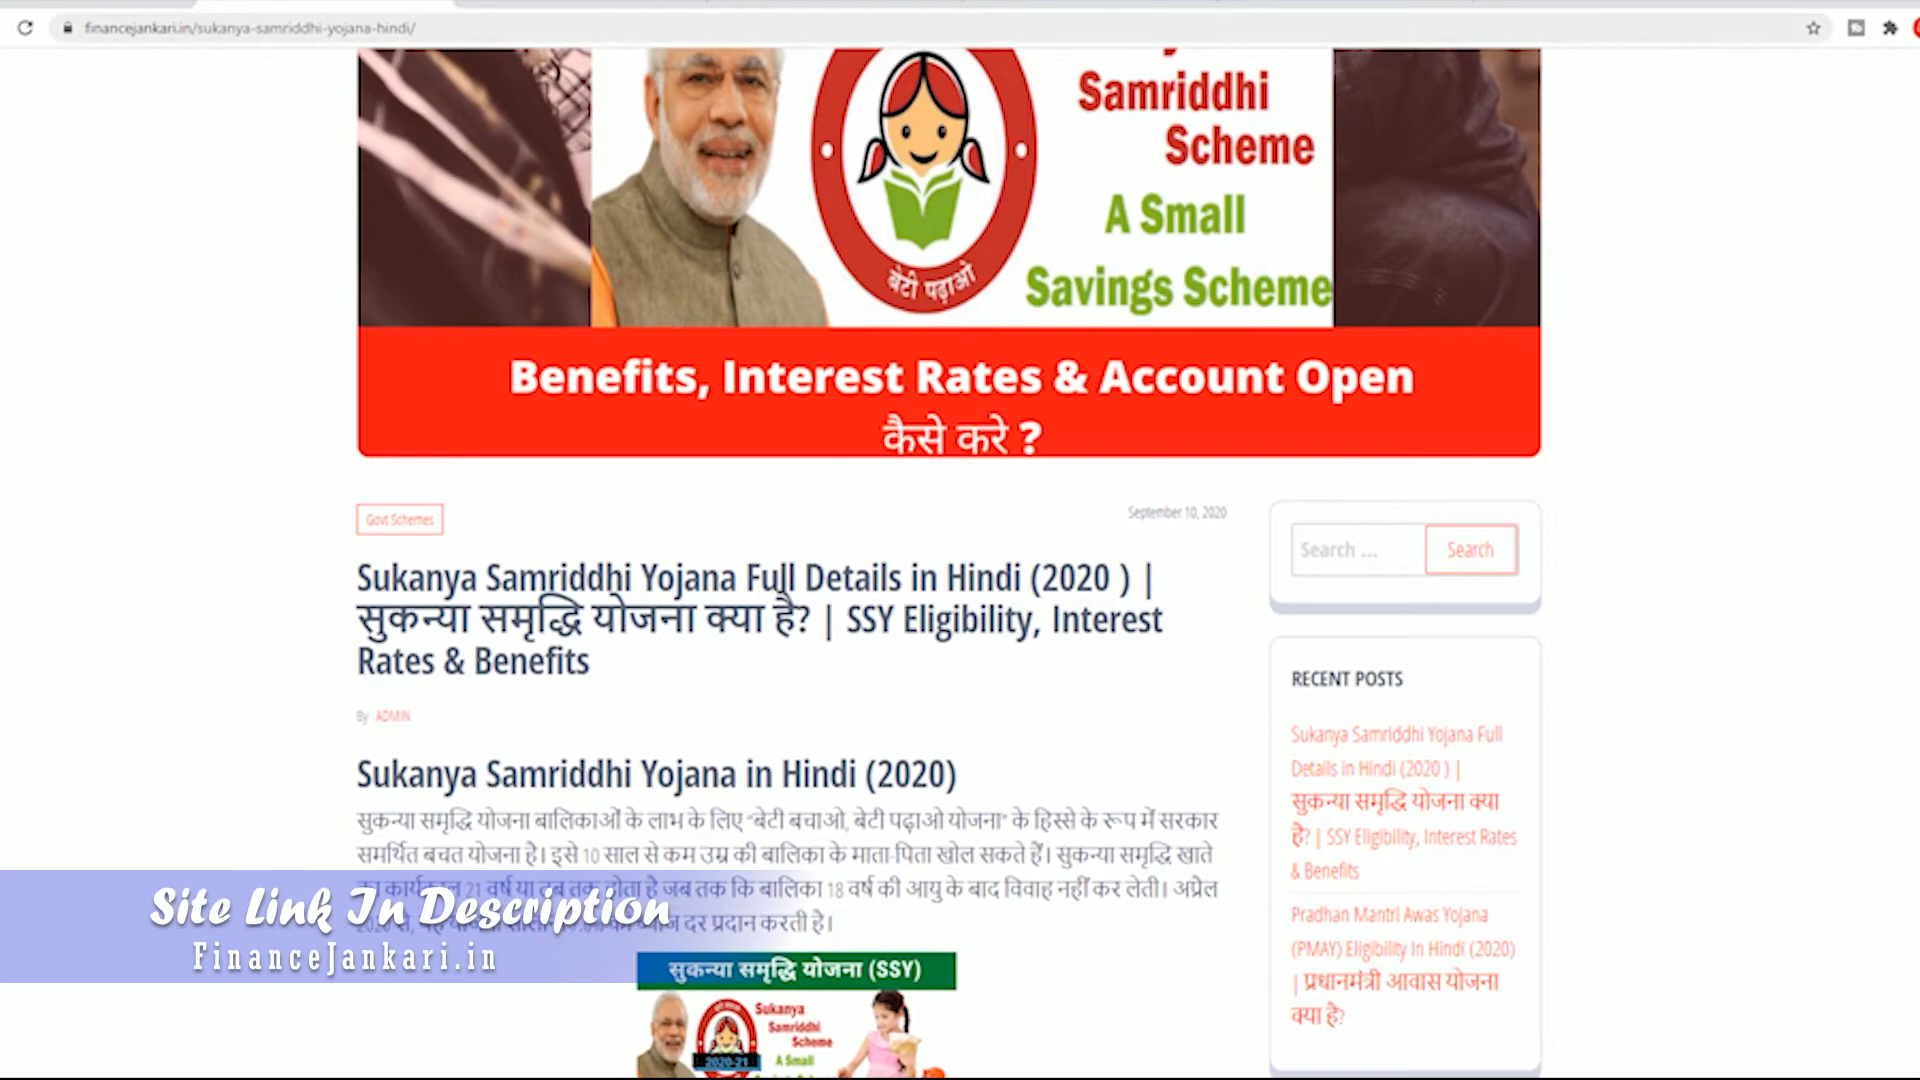 financejankari.in/sukanya-samriddhi-yojana-hindi/
Samriddhi
Scheme
A Small
Savings Scheme
बेटी पढ़ाओ
Benefits, Interest Rates & Account Open
कैसे करे ?
Govt Schemes
September 10, 2020
Sukanya Samriddhi Yojana Full Details in Hindi (2020 ) |
सुकन्या समृद्धि योजना क्या है? | SSY Eligibility, Interest
Rates & Benefits
By ADMIN
Sukanya Samriddhi Yojana in Hindi (2020)
सुकन्या समृद्धि योजना बालिकाओं के लाभ के लिए “बेटी बचाओ, बेटी पढ़ाओ योजना” के हिस्से के रूप में सरकार
समर्थित बचत योजना है। इसे 10 साल से कम उम्र की बालिका के माता-पिता खोल सकते हैं। सुकन्या समृद्धि खाते
का कार्यकाल 21 वर्ष या तब तक होता है जब तक कि बालिका 18 वर्ष की आयु के बाद विवाह नहीं कर लेती। अप्रैल
दर प्रदान करती है।
Site Link In Description
FinanceJankari.in
सुकन्या समृद्धि योजना (SSY)
Sukanya
Samriddhi
Scheme
A Small
2020-21
Search ...
Search
RECENT POSTS
Sukanya Samriddhi Yojana Full
Details in Hindi (2020 ) |
सुकन्या समृद्धि योजना क्या
है? | SSY Eligibility, Interest Rates
& Benefits
Pradhan Mantri Awas Yojana
(PMAY) Eligibility In Hindi (2020)
| प्रधानमंत्री आवास योजना
क्या है?